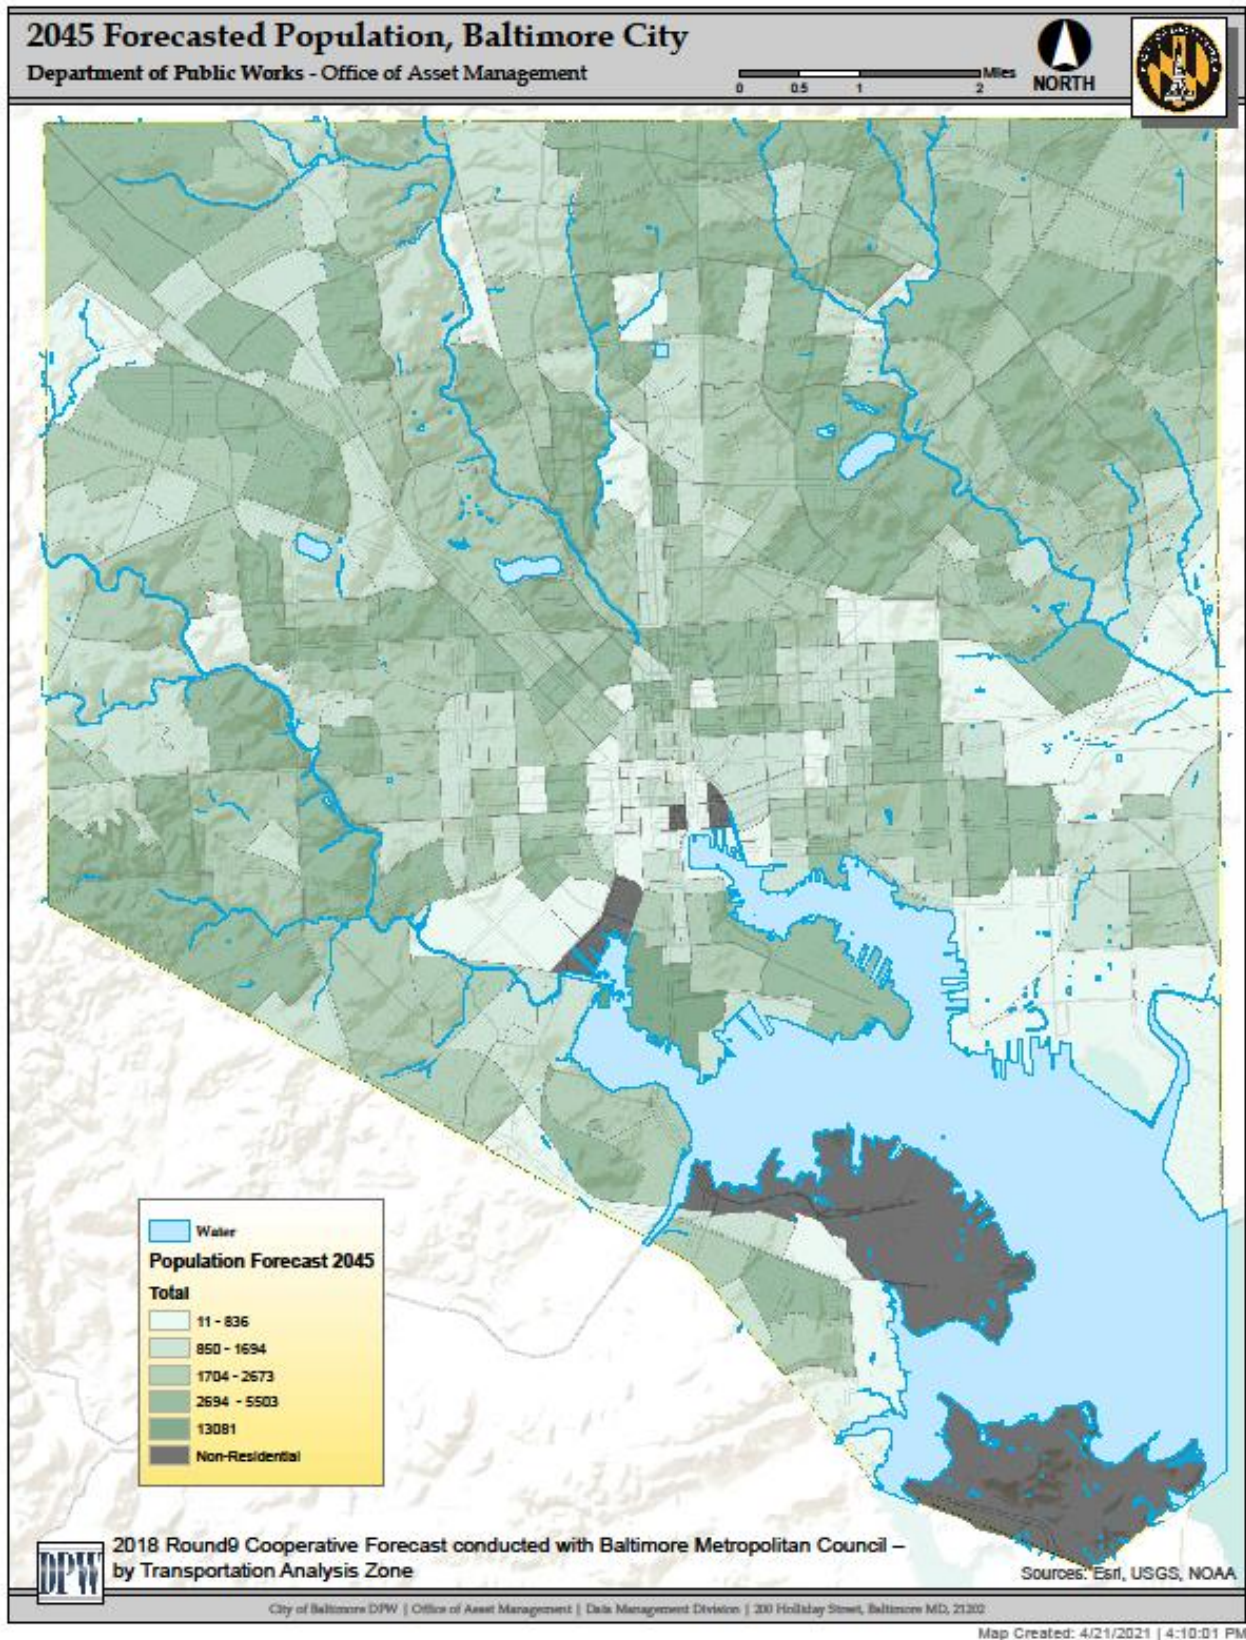 2045 Forecasted Population, Baltimore City
Department of Public Works - Office of Asset Management
Miles
0 0.5 1 2
NORTH
Water
Population Forecast 2045
Total
11 - 836
850 - 1694
1704 - 2673
2694 - 5503
13081
Non-Residential
DPW
2018 Round9 Cooperative Forecast conducted with Baltimore Metropolitan Council –
by Transportation Analysis Zone
Sources: Esri, USGS, NOAA
City of Baltimore DPW | Office of Asset Management | Data Management Division | 200 Holliday Street, Baltimore MD, 21202
Map Created: 4/21/2021 | 4:10:01 PM